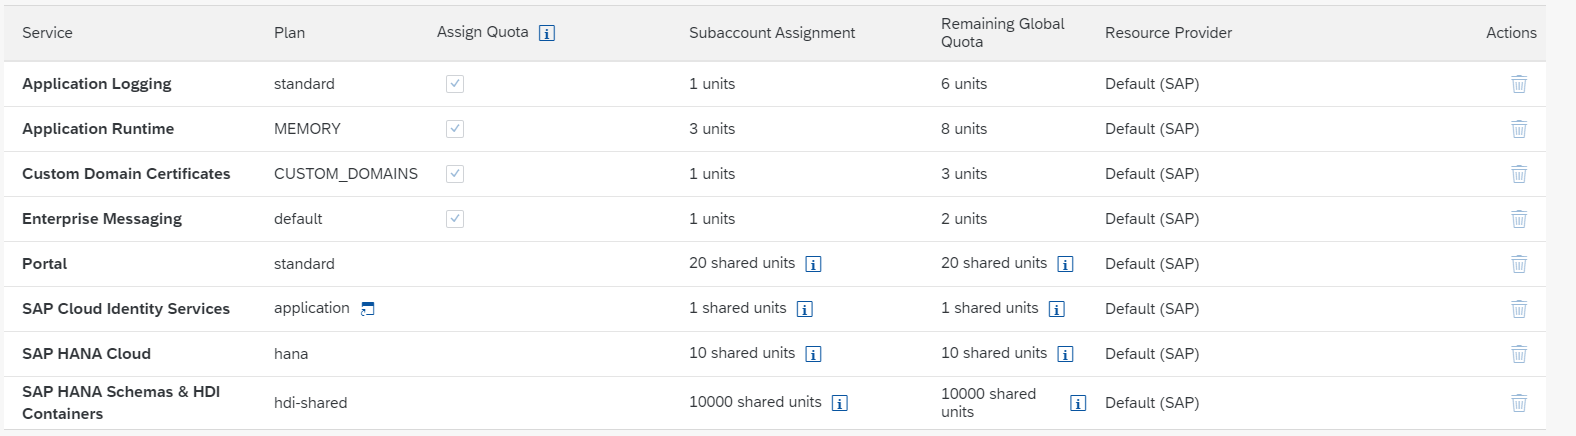 Service Plan Assign Quota Subaccount Assignment Remaining Global Quota Resource Provider Actions
Application Logging standard 1 units 6 units Default (SAP)
Application Runtime MEMORY 3 units 8 units Default (SAP)
Custom Domain Certificates CUSTOM_DOMAINS 1 units 3 units Default (SAP)
Enterprise Messaging default 1 units 2 units Default (SAP)
Portal standard 20 shared units 20 shared units Default (SAP)
SAP Cloud Identity Services application 1 shared units 1 shared units Default (SAP)
SAP HANA Cloud hana 10 shared units 10 shared units Default (SAP)
SAP HANA Schemas & HDI Containers hdi-shared 10000 shared units 10000 shared units Default (SAP)